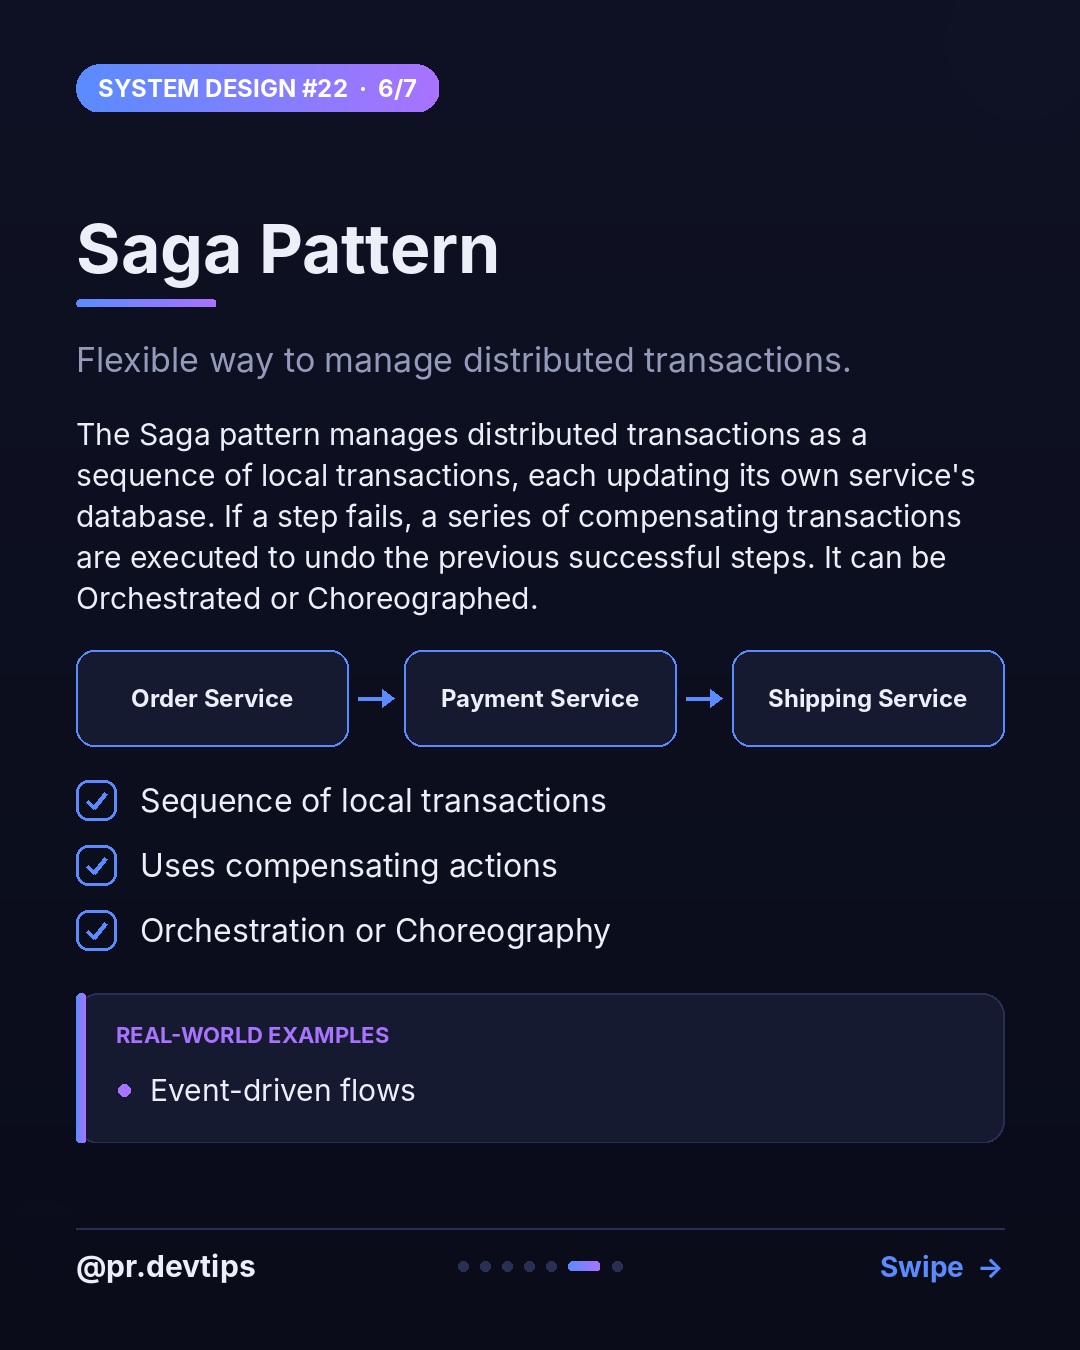 SYSTEM DESIGN #22 · 6/7
Saga Pattern
Flexible way to manage distributed transactions.
The Saga pattern manages distributed transactions as a
sequence of local transactions, each updating its own service's
database. If a step fails, a series of compensating transactions
are executed to undo the previous successful steps. It can be
Orchestrated or Choreographed.
Order Service
Payment Service
Shipping Service
Sequence of local transactions
Uses compensating actions
Orchestration or Choreography
REAL-WORLD EXAMPLES
Event-driven flows
@pr.devtips
Swipe →